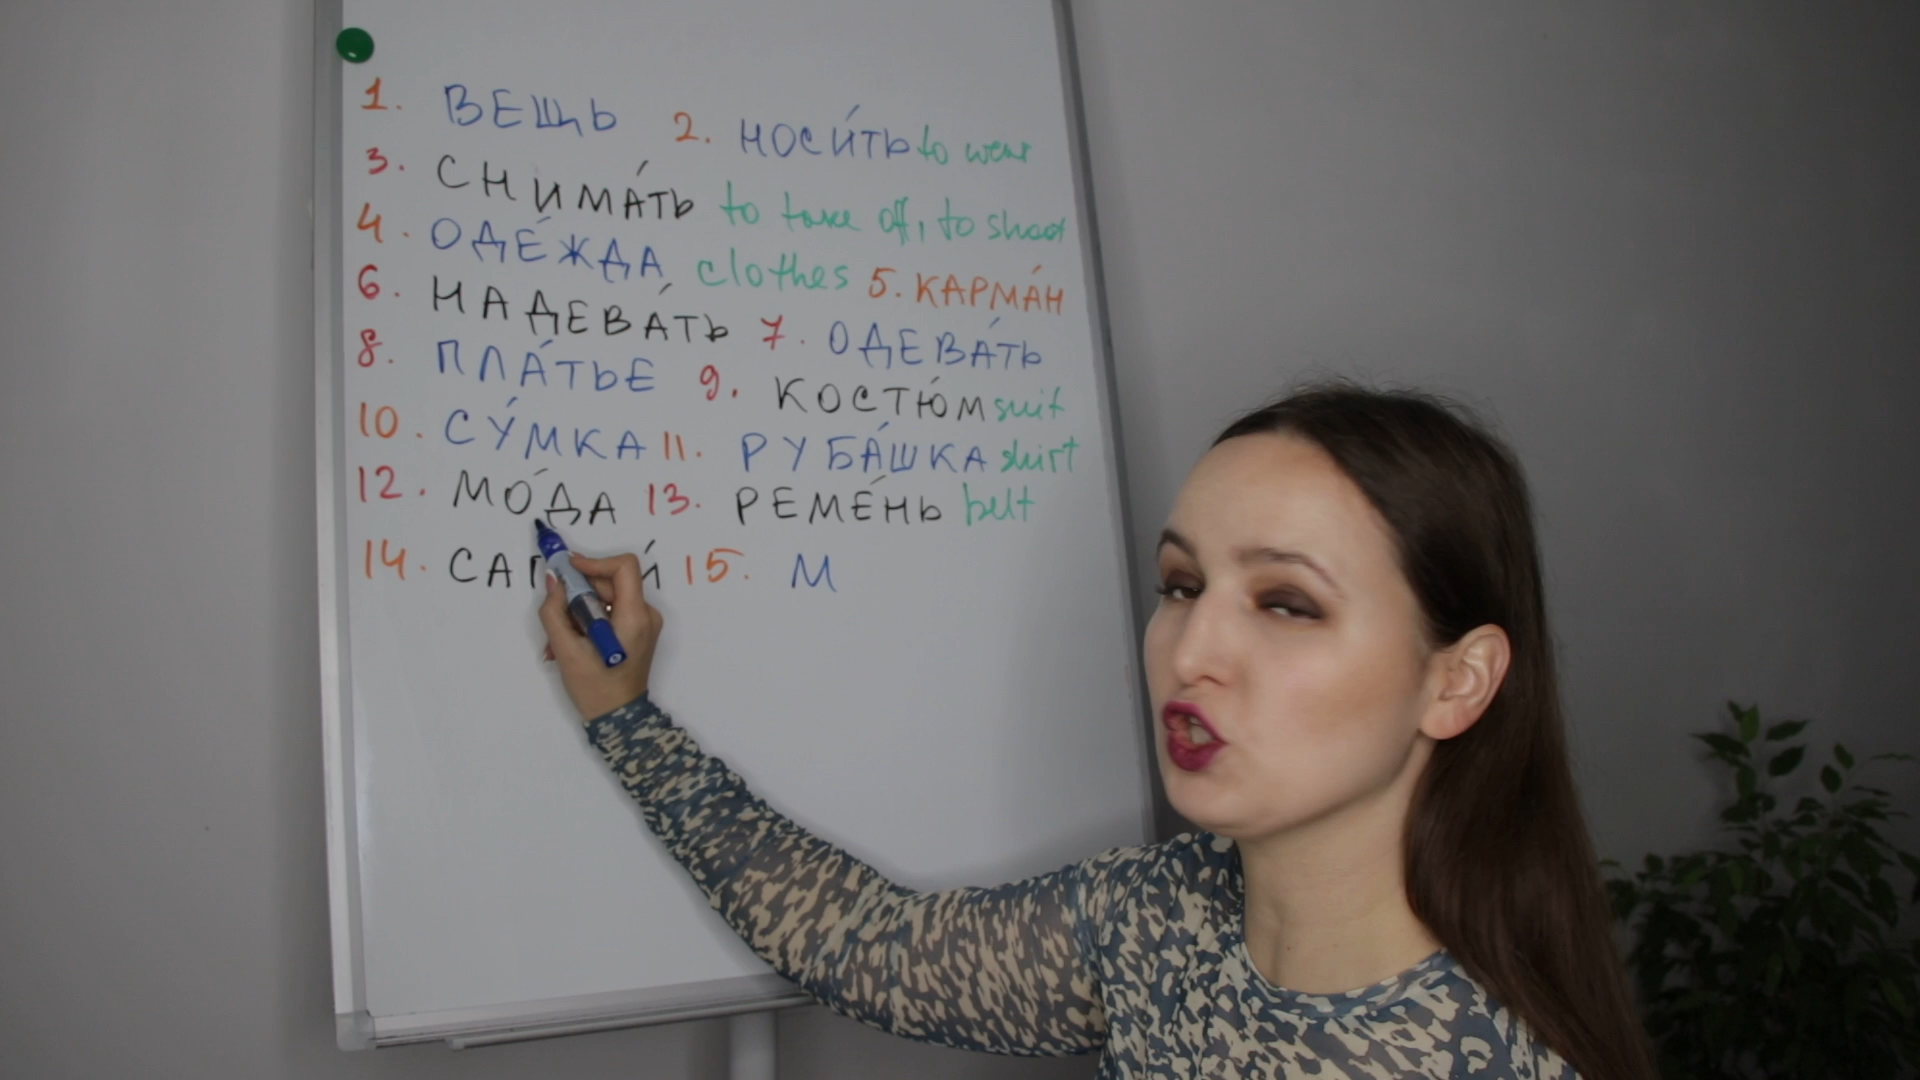 1. ВЕЩЬ 2. НОСИ́ТЬ to wear
3. СНИМА́ТЬ to take off, to shoot
4. ОДЕ́ЖДА clothes 5. КАРМА́Н
6. НАДЕВА́ТЬ 7. ОДЕВА́ТЬ
8. ПЛА́ТЬЕ 9. КОСТЮ́М suit
10. СУ́МКА 11. РУБА́ШКА shirt
12. МО́ДА 13. РЕМЕ́НЬ belt
14. 15. М